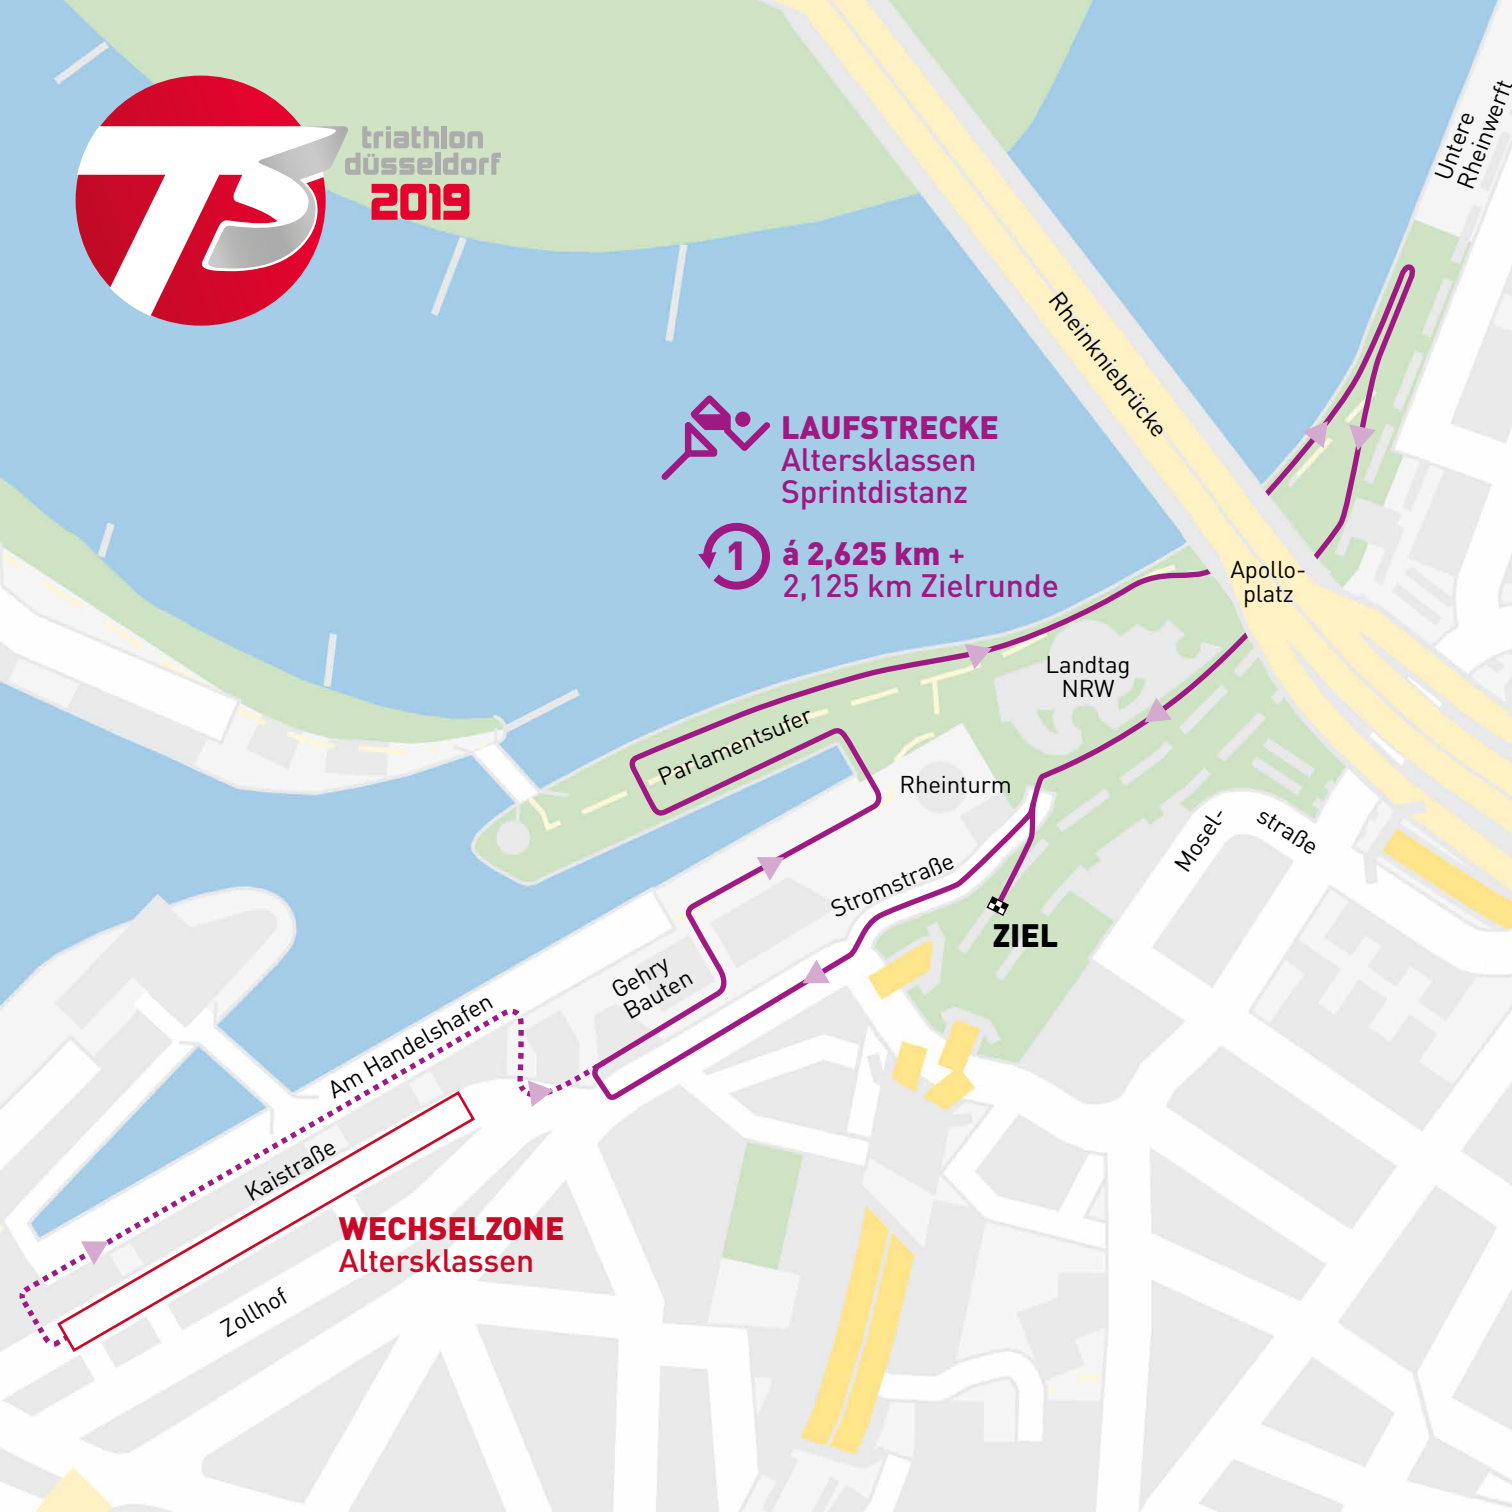 T3
triathlon
düsseldorf
2019
Untere
Rheinwerft
Rheinkniebrücke
LAUFSTRECKE
Altersklassen
Sprintdistanz
1
á 2,625 km +
2,125 km Zielrunde
Apollo-
platz
Landtag
NRW
Parlamentsufer
Rheinturm
Mosel-
straße
Stromstraße
ZIEL
Gehry
Bauten
Am Handelshafen
Kaistraße
WECHSELZONE
Altersklassen
Zollhof